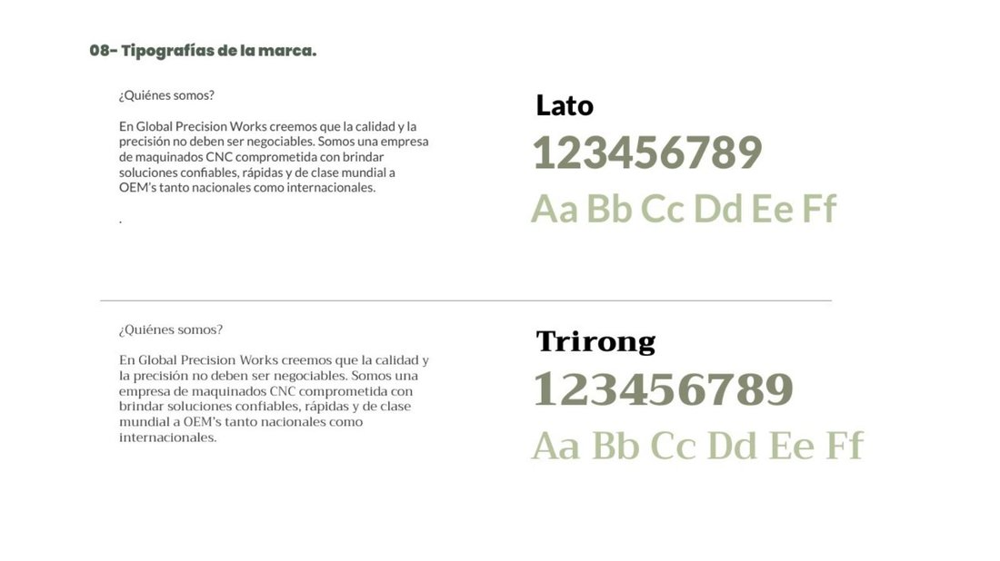 08- Tipografías de la marca.
¿Quiénes somos?
En Global Precision Works creemos que la calidad y la
precisión no deben ser negociables. Somos una empresa
de maquinados CNC comprometida con brindar
soluciones confiables, rápidas y de clase mundial a
OEM's tanto nacionales como internacionales.
.
Lato
123456789
Aa Bb Cc Dd Ee Ff
¿Quiénes somos?
En Global Precision Works creemos que la calidad y
la precisión no deben ser negociables. Somos una
empresa de maquinados CNC comprometida con
brindar soluciones confiables, rápidas y de clase
mundial a OEM's tanto nacionales como
internacionales.
Trirong
123456789
Aa Bb Cc Dd Ee Ff